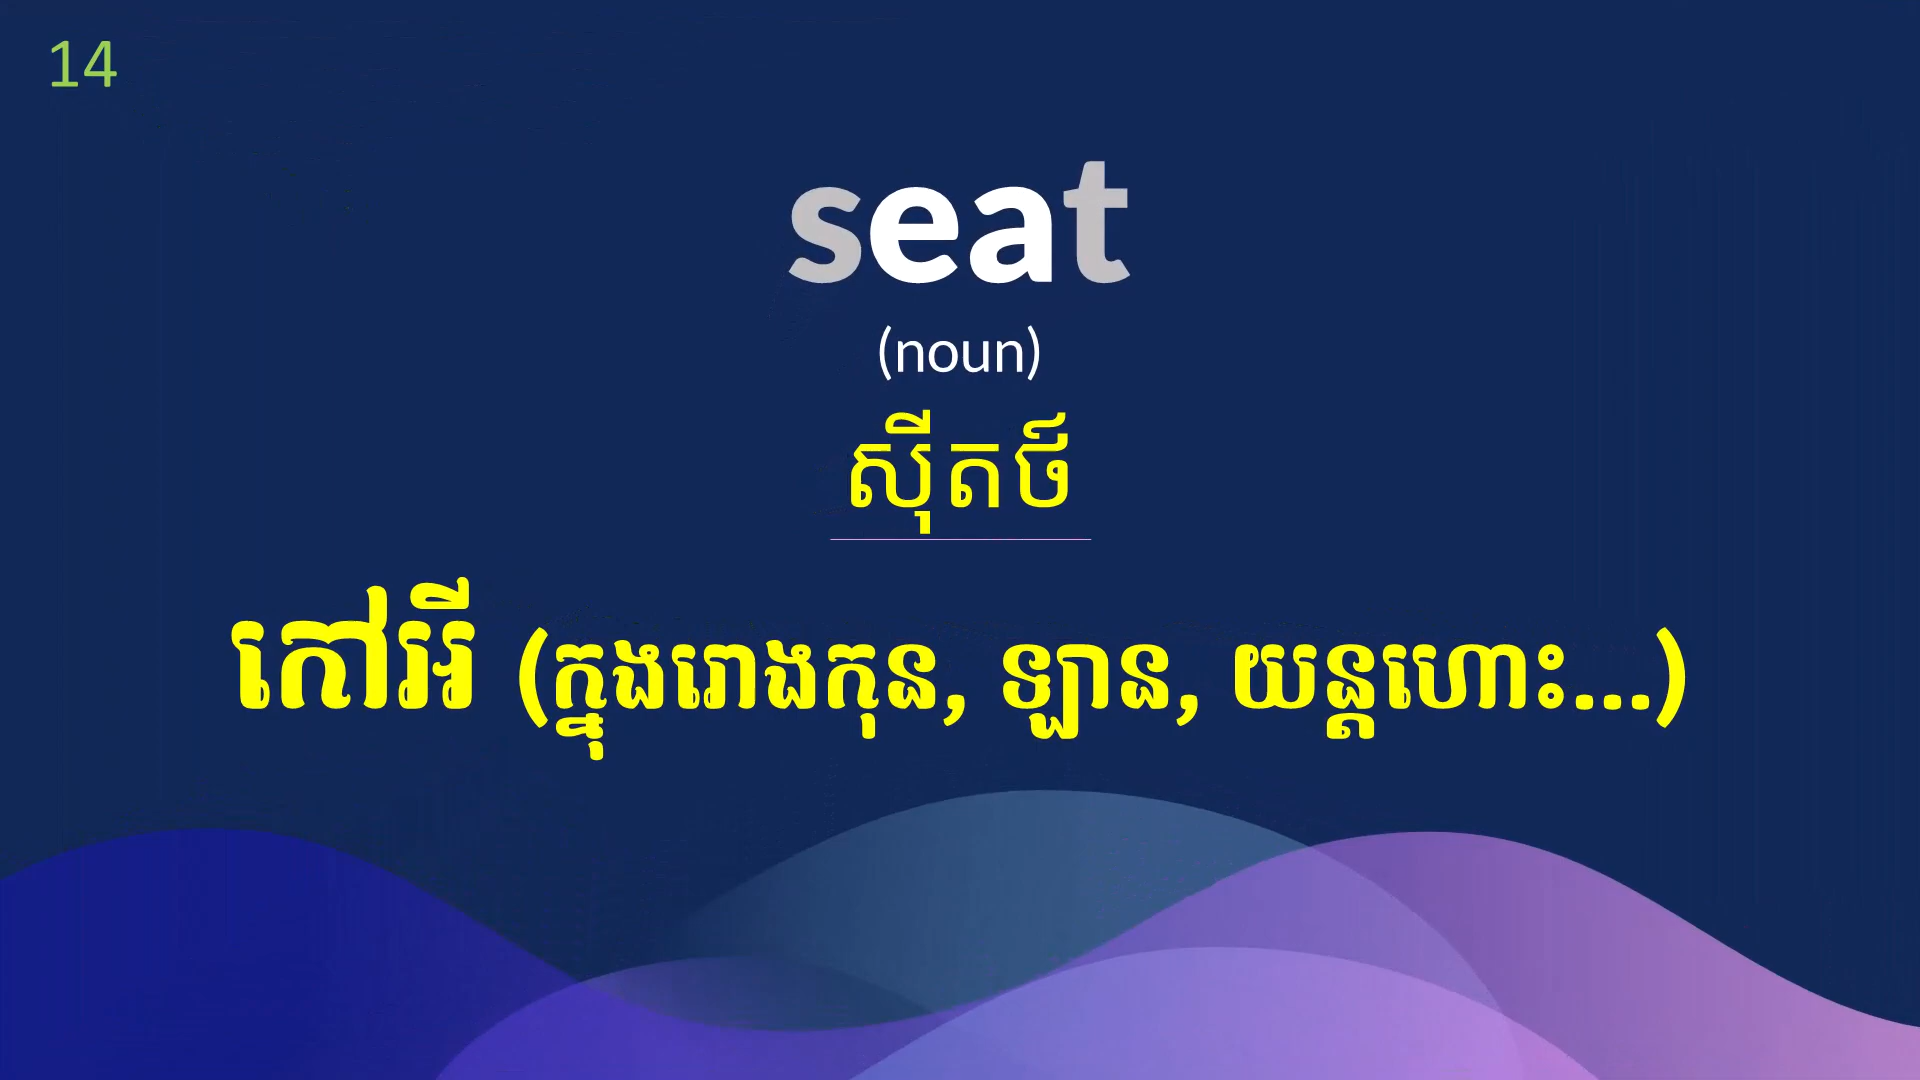 14
seat
(noun)
ស៊ីតថ៍
កៅអី (ក្នុងរោងកុន, ឡាន, យន្តហោះ...)